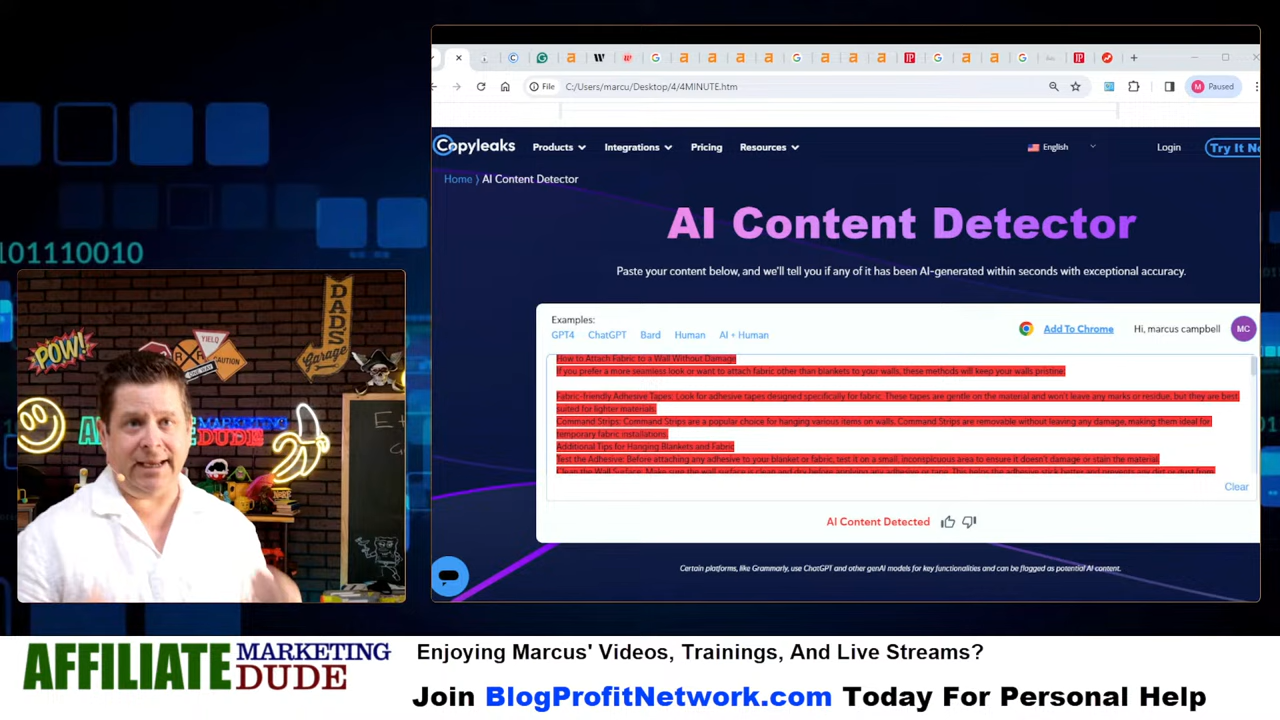 C:/Users/marcu/Desktop/4/4MINUTE.htm
File
M Paused
Copyleaks
Products
Integrations
Pricing
Resources
English
Login
Try It No
Home 〉 AI Content Detector
AI Content Detector
Paste your content below, and we'll tell you if any of it has been AI-generated within seconds with exceptional accuracy.
Examples:
GPT4 ChatGPT Bard Human AI + Human
Add To Chrome
Hi, marcus campbell
MC
How to Attach Fabric to a Wall Without Damage
If you prefer a more seamless look or want to attach fabric other than blankets to your walls, these methods will keep your walls pristine.
Fabric-friendly Adhesive Tapes: Look for adhesive tapes designed specifically for fabric. These tapes are gentle on the material and won't leave any marks or residue, but they are best
suited for lighter materials.
Command Strips: Command Strips are a popular choice for hanging various items on walls. Command Strips are removable without leaving any damage, making them ideal for
temporary fabric installations.
Additional Tips for Hanging Blankets and Fabric
Test the Adhesive: Before attaching any adhesive to your blanket or fabric, test it on a small, inconspicuous area to ensure it doesn't damage or stain the material.
Clear
AI Content Detected
Certain platforms, like Grammarly, use ChatGPT and other genAI models for key functionalities and can be flagged as potential AI content.
101110010
POW!
YIELD
R R
CAUTION
DADS
Garage
MARKETING
DUDE
AFFILIATE MARKETING DUDE
Enjoying Marcus' Videos, Trainings, And Live Streams?
Join BlogProfitNetwork.com Today For Personal Help